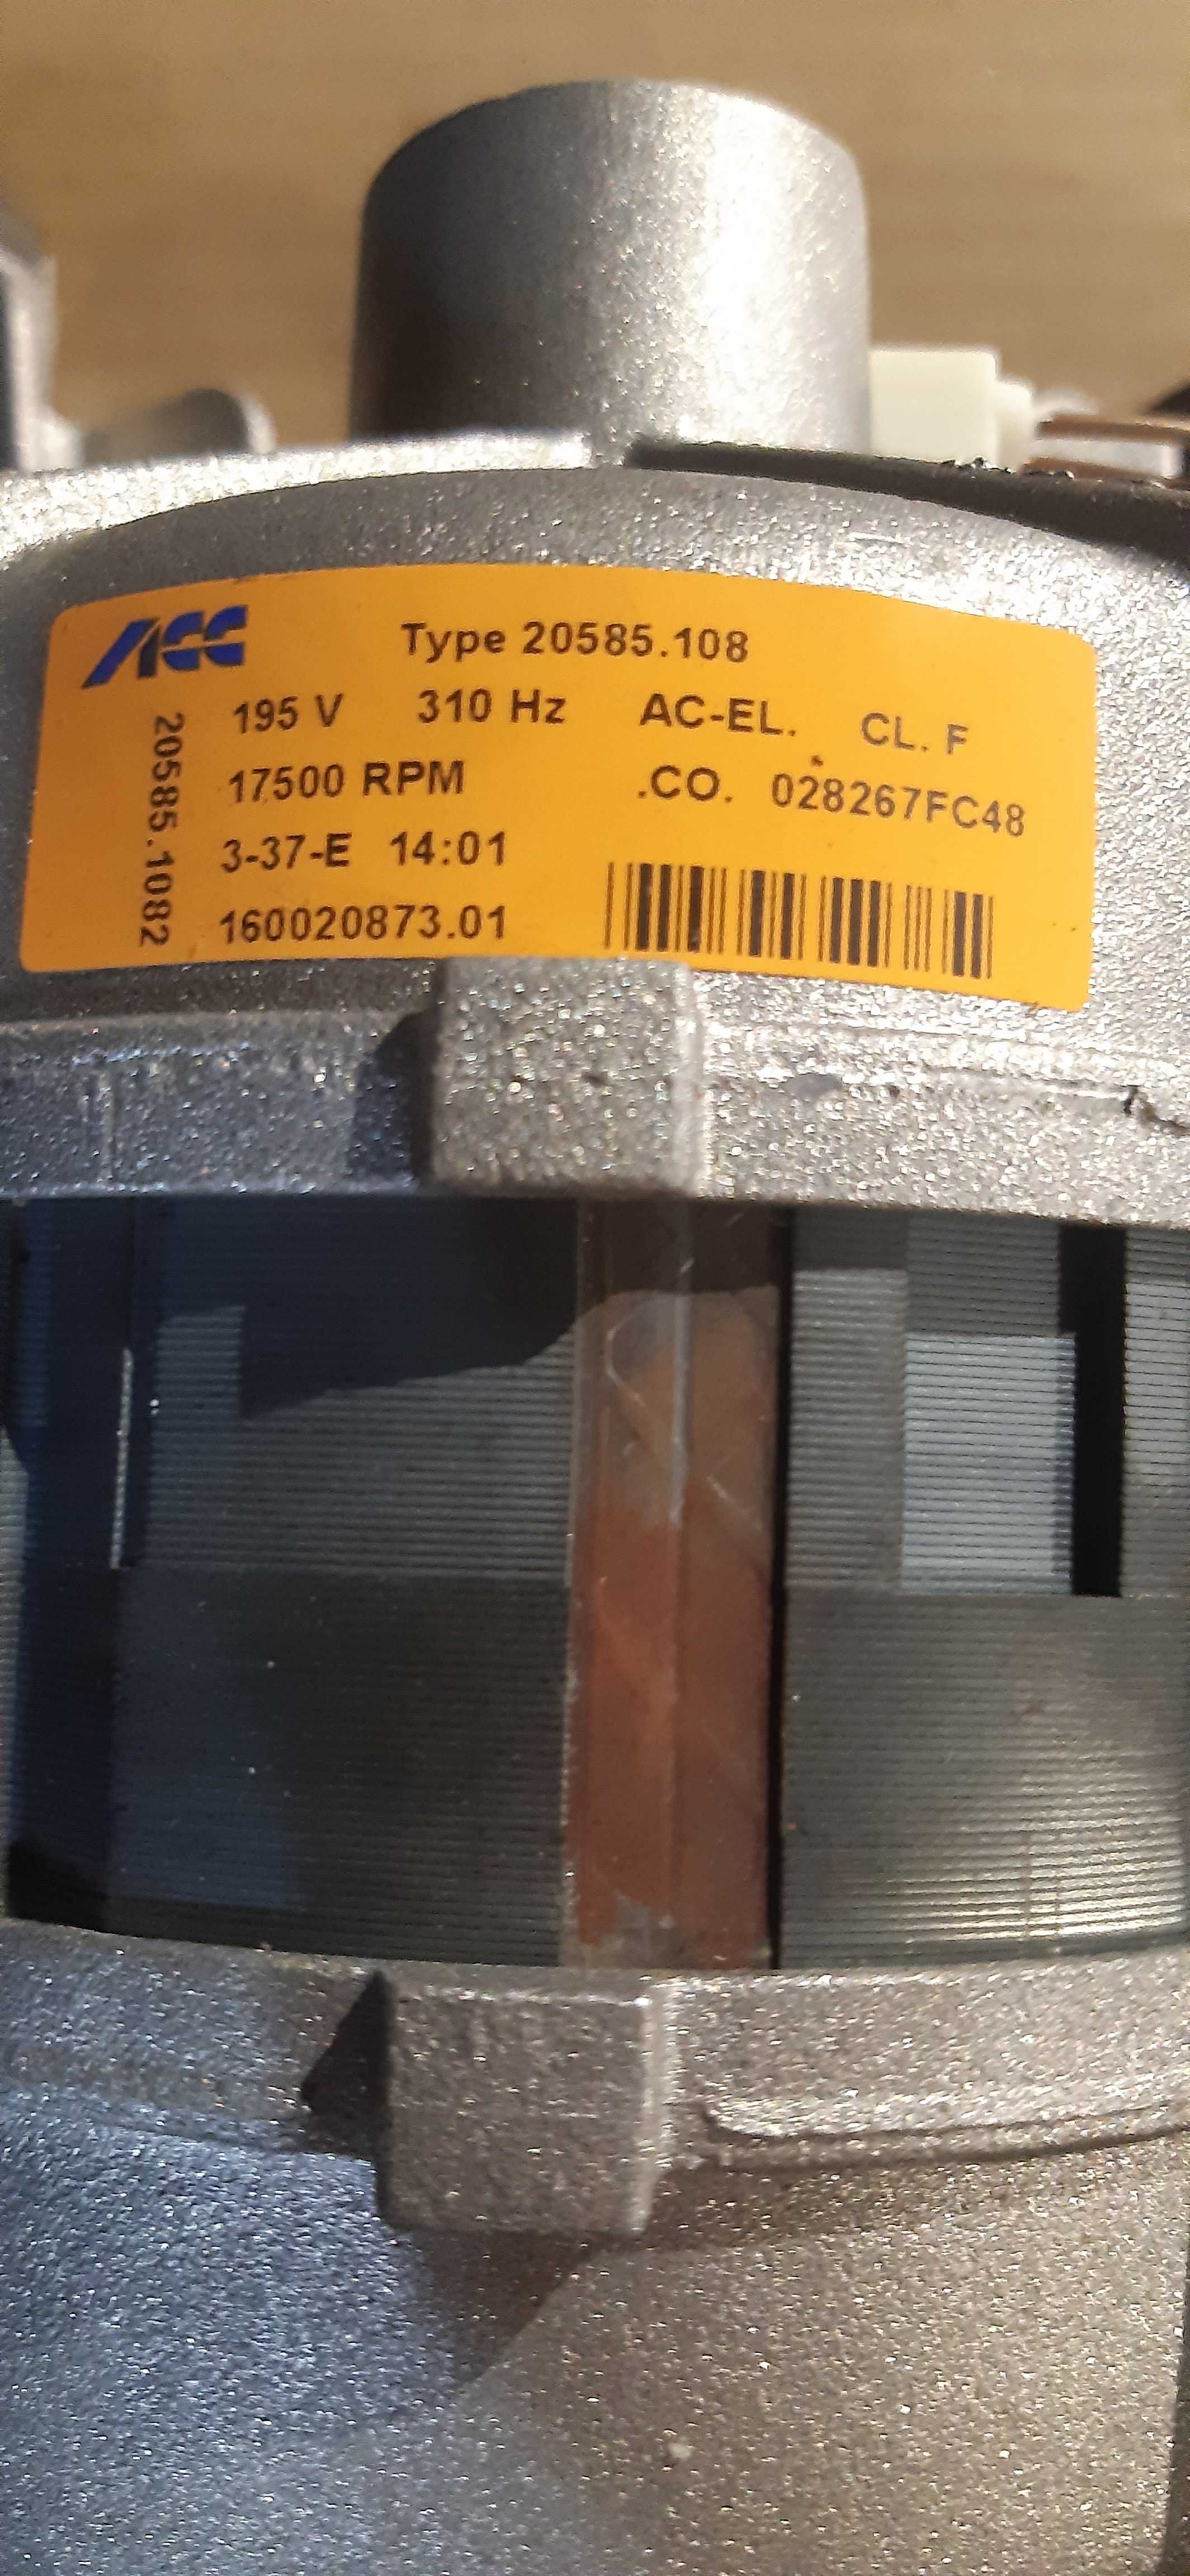 ACC Type 20585.108
195 V 310 Hz AC-EL. CL. F
17500 RPM .CO. 028267FC48
3-37-E 14:01
160020873.01
20585.1082